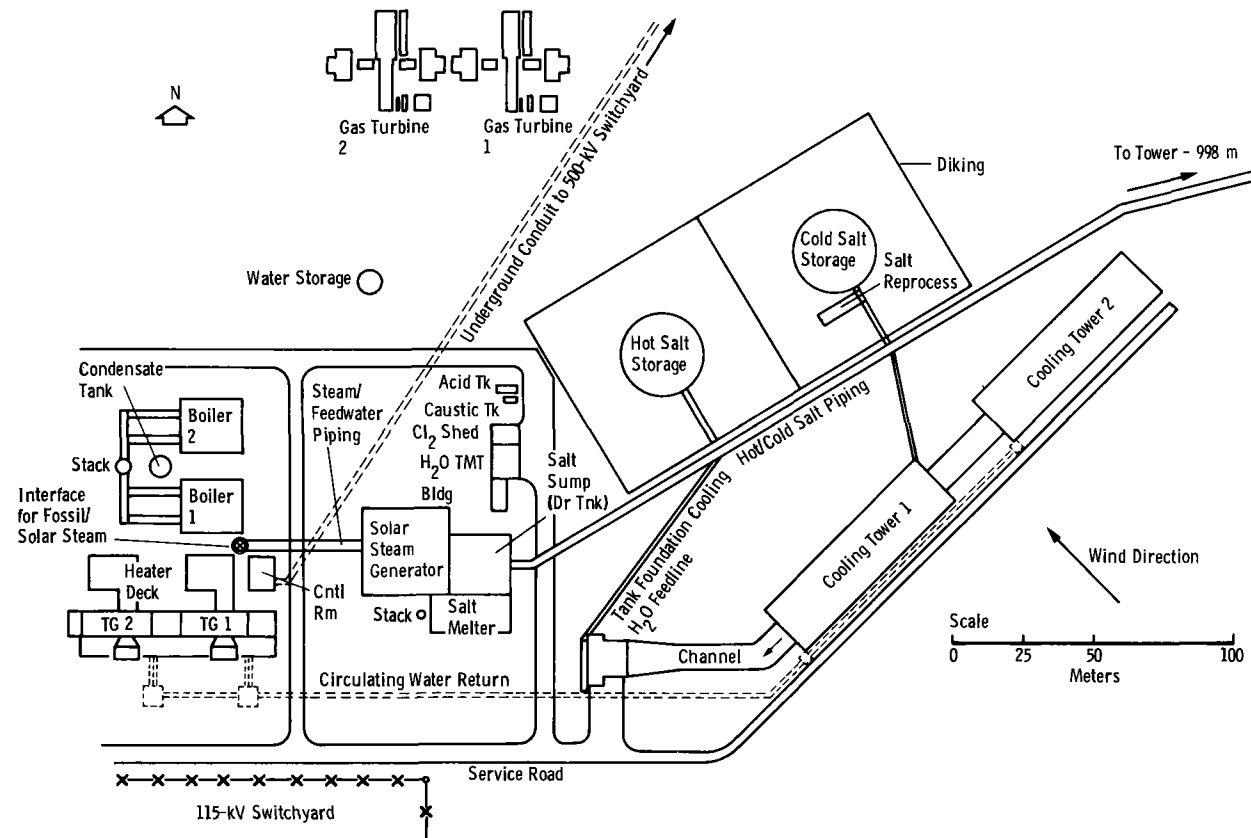 N
Gas Turbine
2
Gas Turbine
1
Underground Conduit to 500-kV Switchyard
Diking
To Tower - 998 m
Cold Salt
Storage
Salt
Reprocess
Water Storage
Hot Salt
Storage
Cooling Tower 2
Condensate
Tank
Steam/
Feedwater
Piping
Acid Tk
Caustic Tk
Cl2 Shed
H2O TMT
Bldg
Boiler
2
Stack
Boiler
1
Interface
for Fossil/
Solar Steam
Salt
Sump
(Dr Tnk)
Hot/Cold Salt Piping
Solar
Steam
Generator
Cooling Tower 1
Tank Foundation Cooling
H2O Feedline
Wind Direction
Heater
Deck
Cntl
Rm
Stack
Salt
Melter
TG 2
TG 1
Channel
Scale
0 25 50 100
Meters
Circulating Water Return
Service Road
115-kV Switchyard